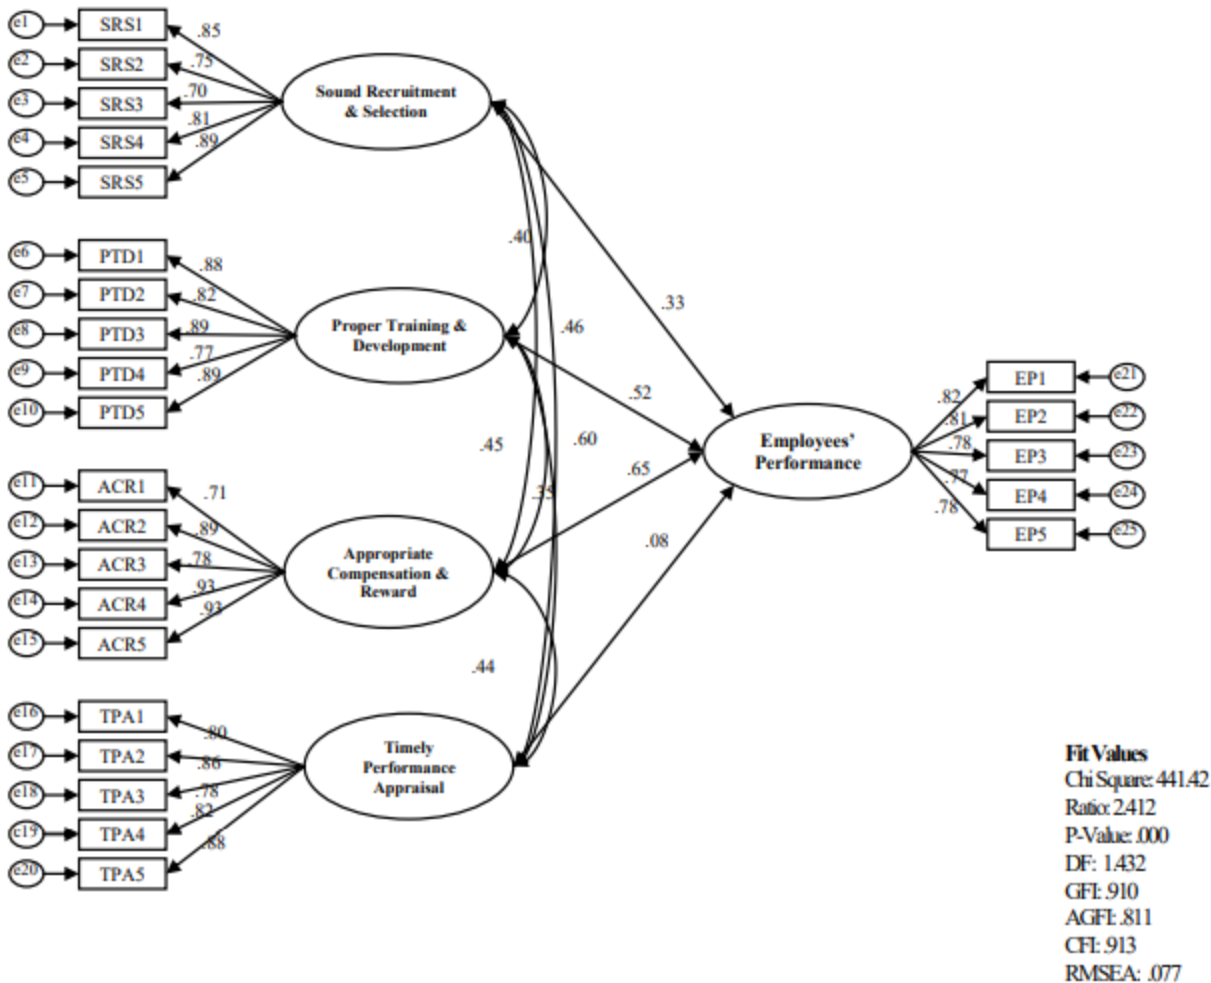 e1 SRS1 .85
e2 SRS2 .75
e3 SRS3 .70
e4 SRS4 .81
e5 SRS5 .89
Sound Recruitment
& Selection
e6 PTD1 .88
e7 PTD2 .82
e8 PTD3 .89
e9 PTD4 .77
e10 PTD5 .89
Proper Training &
Development
e11 ACR1 .71
e12 ACR2 .89
e13 ACR3 .78
e14 ACR4 .93
e15 ACR5 .93
Appropriate
Compensation &
Reward
e16 TPA1 .80
e17 TPA2 .86
e18 TPA3 .78
e19 TPA4 .82
e20 TPA5 .88
Timely
Performance
Appraisal
.40
.46
.45
.60
.35
.44
.33
.52
.65
.08
Employees’
Performance
.82 EP1 e21
.81 EP2 e22
.78 EP3 e23
.77 EP4 e24
.78 EP5 e25
Fit Values
Chi Square: 441.42
Ratio: 2.412
P-Value: .000
DF: 1.432
GFI: .910
AGFI: .811
CFI: .913
RMSEA: .077